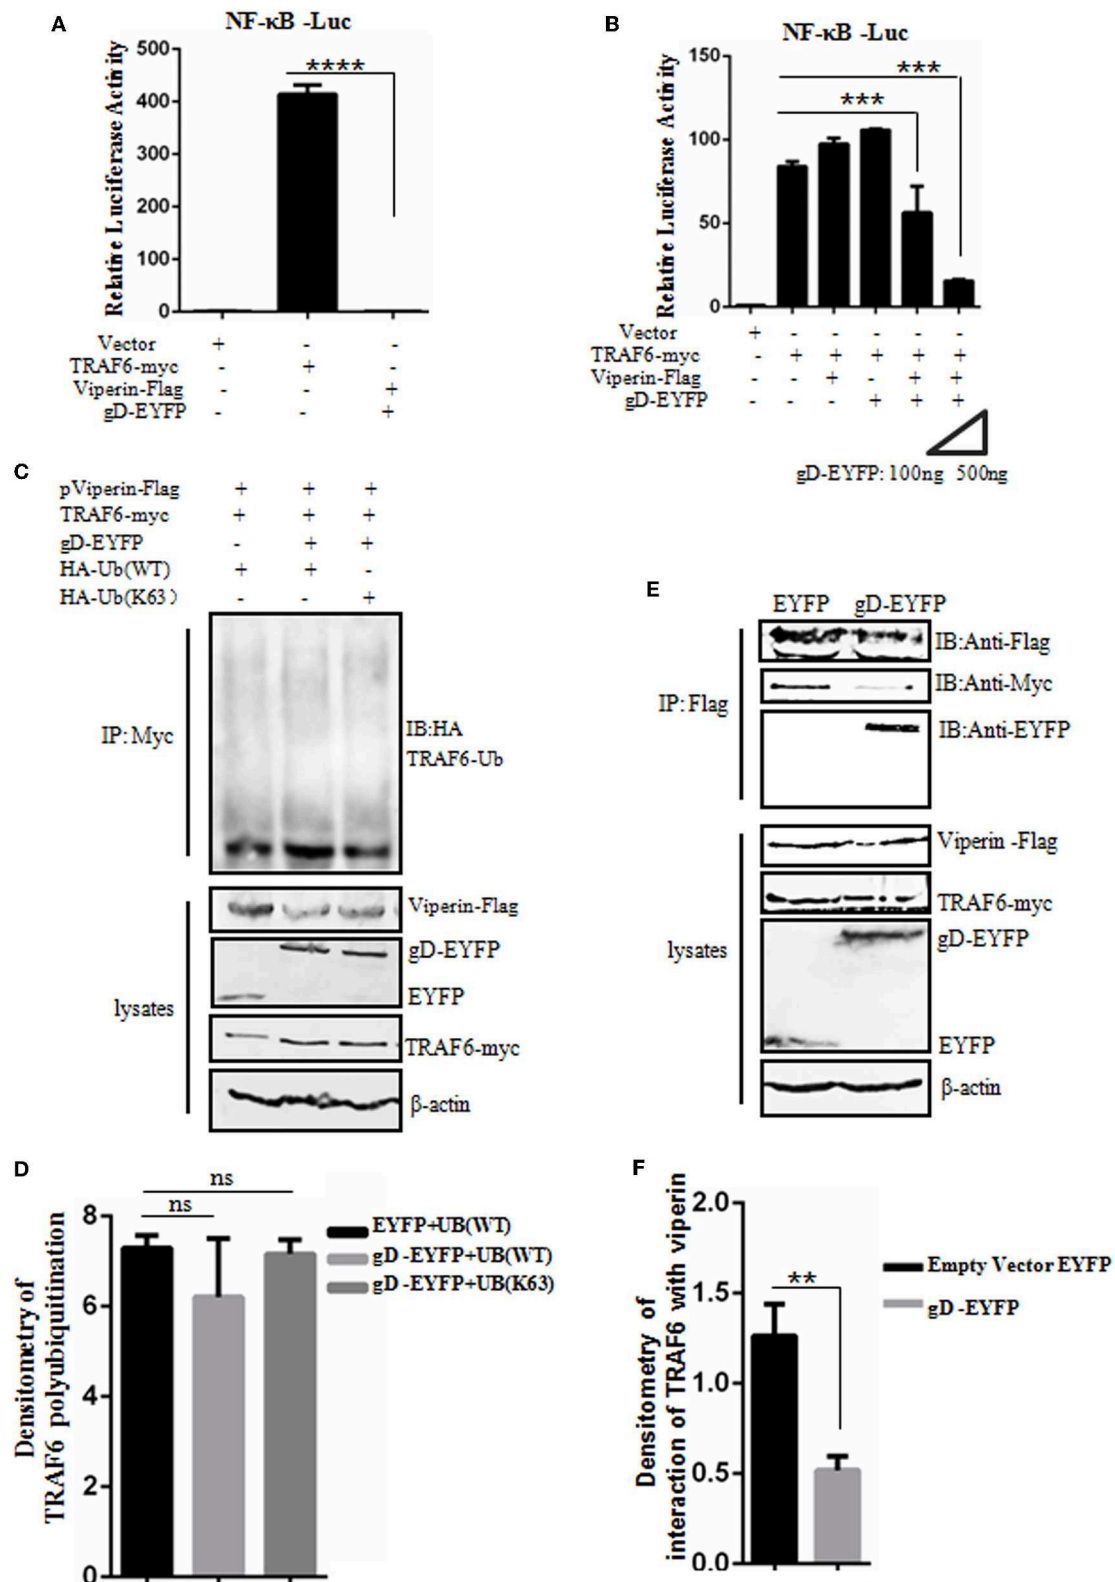 A
NF-κB -Luc
Relative Luciferase Activity
500
400
300
200
100
0
****
Vector + - -
TRAF6-myc - + -
Viperin-Flag - - +
gD-EYFP - - +
B
NF-κB -Luc
Relative Luciferase Activity
150
100
50
0
***
***
Vector + - - - - -
TRAF6-myc - + + + + +
Viperin-Flag - - + - + +
gD-EYFP - - - + + +
gD-EYFP: 100ng 500ng
C
pViperin-Flag + + +
TRAF6-myc + + +
gD-EYFP - + +
HA-Ub(WT) + + -
HA-Ub(K63) - - +
IP: Myc
IB:HA
TRAF6-Ub
lysates
Viperin-Flag
gD-EYFP
EYFP
TRAF6-myc
β-actin
E
EYFP gD-EYFP
IP: Flag
IB:Anti-Flag
IB:Anti-Myc
IB:Anti-EYFP
lysates
Viperin -Flag
TRAF6-myc
gD-EYFP
EYFP
β-actin
D
Densitometry of
TRAF6 polyubiquitination
8
6
4
2
0
ns
ns
EYFP+UB(WT)
gD-EYFP+UB(WT)
gD-EYFP+UB(K63)
F
Densitometry of
interaction of TRAF6 with viperin
2.0
1.5
1.0
0.5
0.0
**
Empty Vector EYFP
gD-EYFP